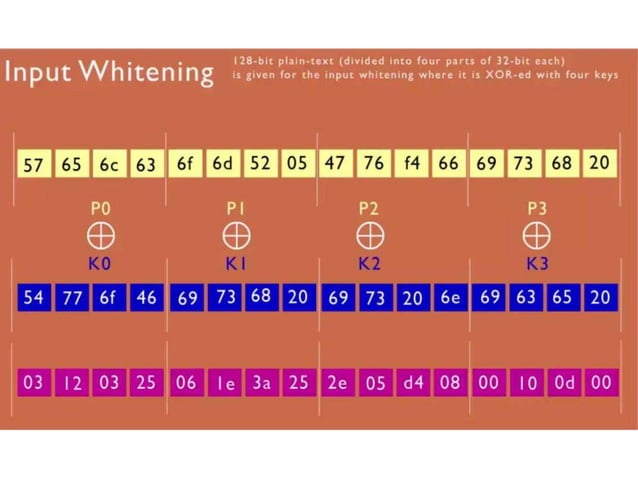 Input Whitening
128-bit plain-text (divided into four parts of 32-bit each)
is given for the input whitening where it is XOR-ed with four keys
57 65 6c 63 6f 6d 52 05 47 76 f4 66 69 73 68 20
P0 P1 P2 P3
K0 K1 K2 K3
54 77 6f 46 69 73 68 20 69 73 20 6e 69 63 65 20
03 12 03 25 06 1e 3a 25 2e 05 d4 08 00 10 0d 00